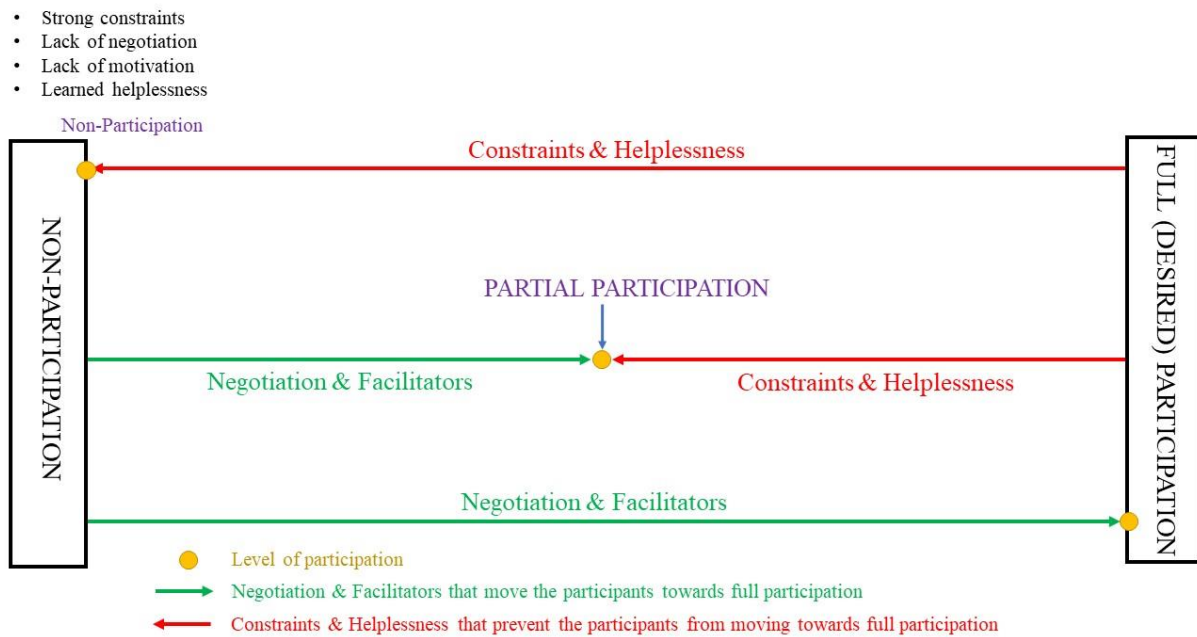 • Strong constraints
• Lack of negotiation
• Lack of motivation
• Learned helplessness
Non-Participation
Constraints & Helplessness
NON-PARTICIPATION
FULL (DESIRED) PARTICIPATION
PARTIAL PARTICIPATION
Negotiation & Facilitators
Constraints & Helplessness
Negotiation & Facilitators
Level of participation
Negotiation & Facilitators that move the participants towards full participation
Constraints & Helplessness that prevent the participants from moving towards full participation